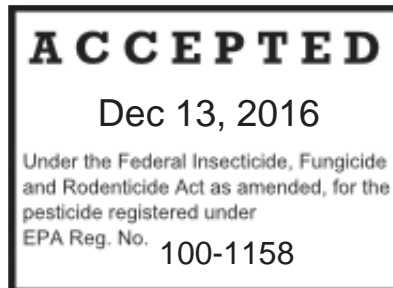 ACCEPTED
Dec 13, 2016
Under the Federal Insecticide, Fungicide
and Rodenticide Act as amended, for the
pesticide registered under
EPA Reg. No. 100-1158